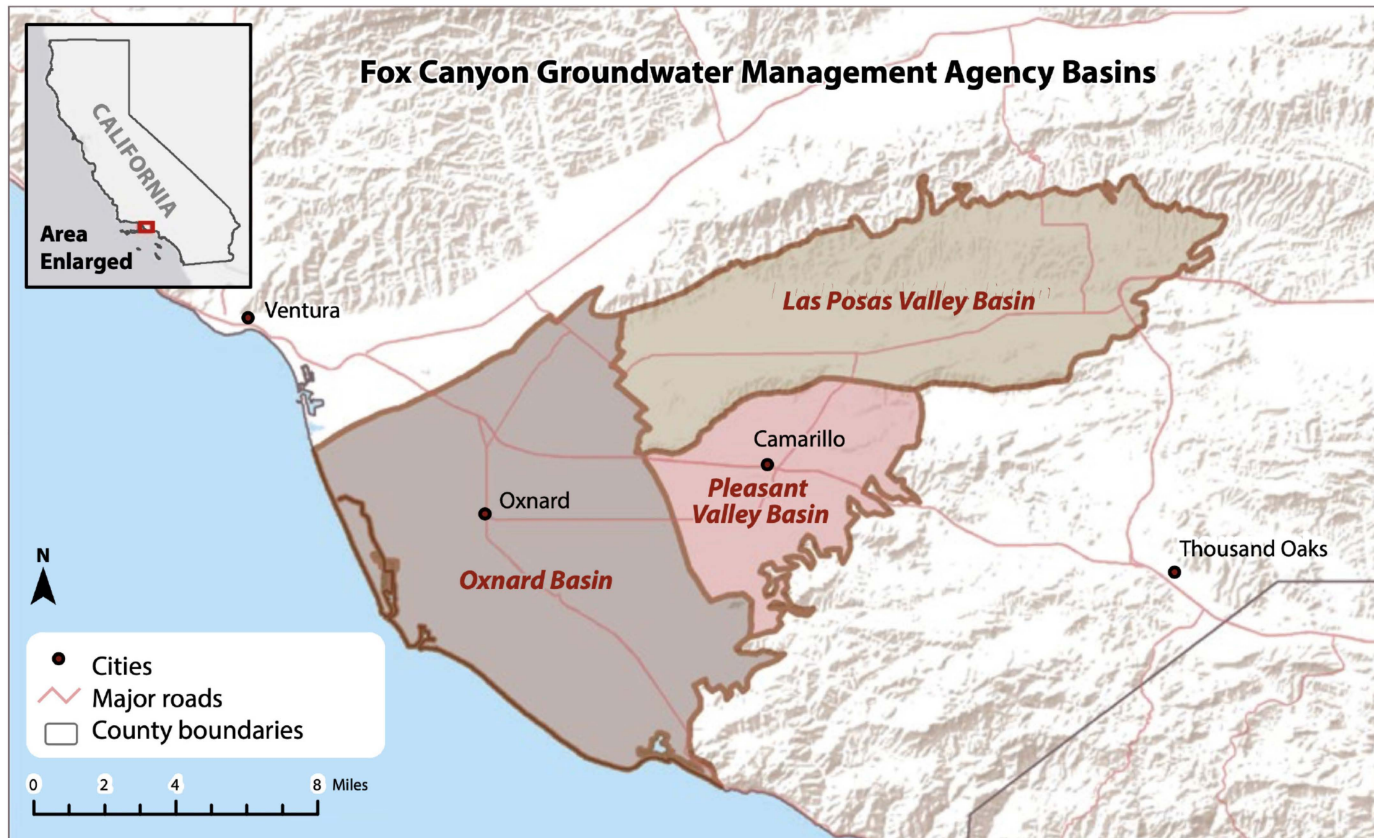 Fox Canyon Groundwater Management Agency Basins
CALIFORNIA
Area
Enlarged
Ventura
Las Posas Valley Basin
Camarillo
Pleasant
Valley Basin
Oxnard
Oxnard Basin
Thousand Oaks
N
Cities
Major roads
County boundaries
0 2 4 8 Miles